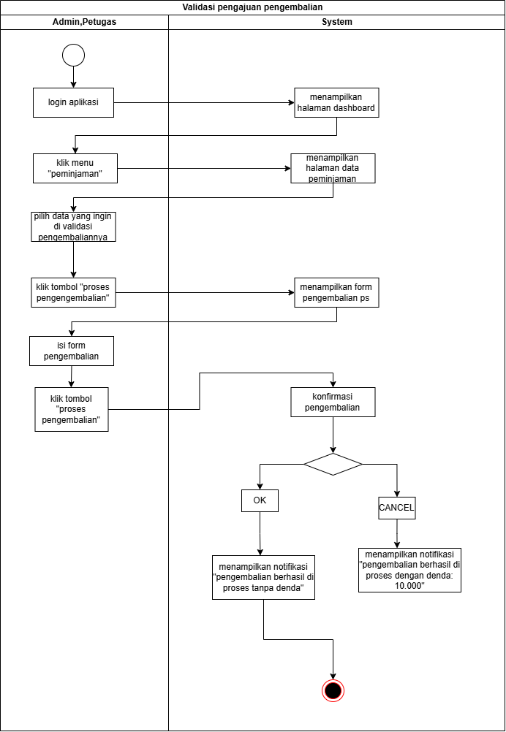 Validasi pengajuan pengembalian
Admin,Petugas
System
login aplikasi
menampilkan
halaman dashboard
klik menu
"peminjaman"
menampilkan
halaman data
peminjaman
pilih data yang ingin
di validasi
pengembaliannya
klik tombol "proses
pengengembalian"
menampilkan form
pengembalian ps
isi form
pengembalian
klik tombol
"proses
pengembalian"
konfirmasi
pengembalian
OK
CANCEL
menampilkan notifikasi
"pengembalian berhasil di
proses tanpa denda"
menampilkan notifikasi
"pengembalian berhasil di
proses dengan denda:
10.000"